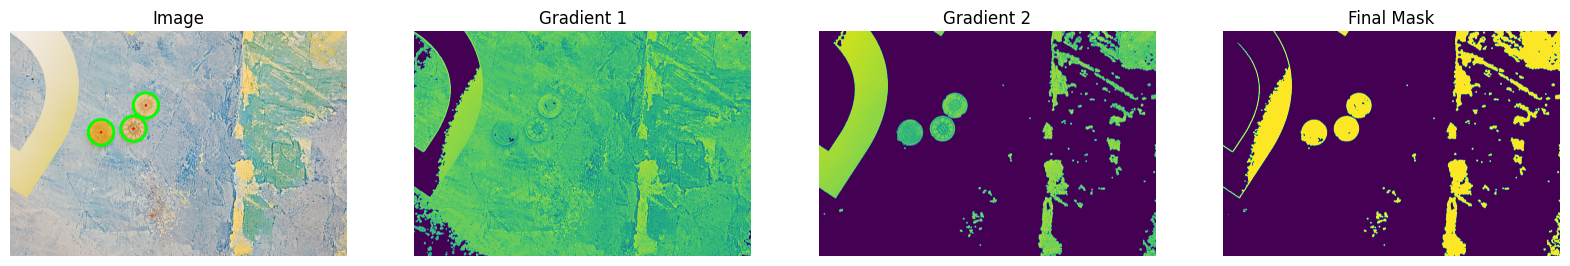 Image
Gradient 1
Gradient 2
Final Mask